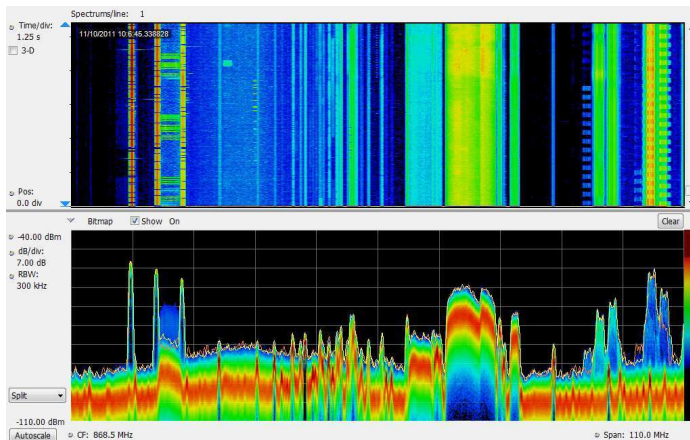 Spectrums/line: 1
Time/div:
1.25 s
3-D
11/10/2011 10:6:45.338828
Pos:
0.0 div
Bitmap Show On Clear
-40.00 dBm
dB/div:
7.00 dB
RBW:
300 kHz
Split
-110.00 dBm
Autoscale CF: 868.5 MHz Span: 110.0 MHz